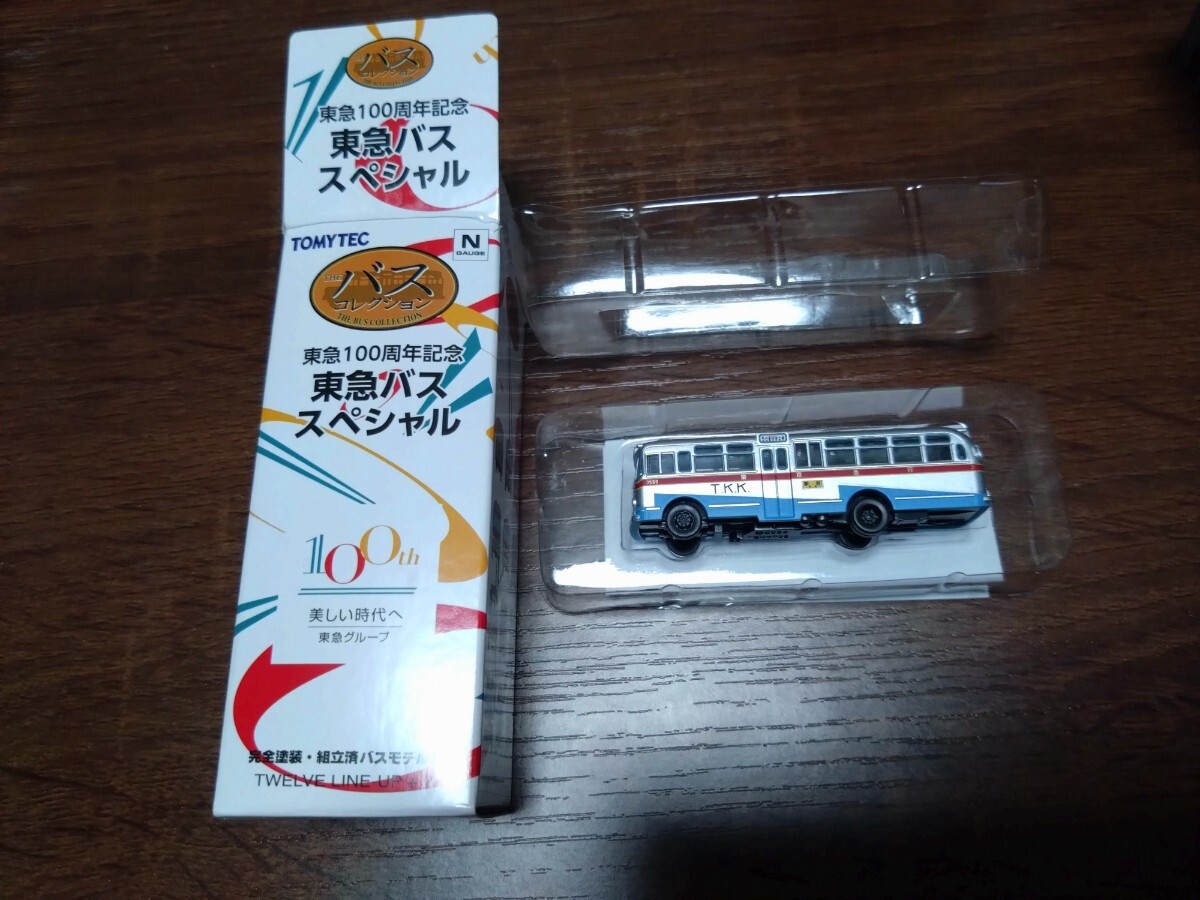 バス
コレクション
東急100周年記念
東急バス
スペシャル
TOMYTEC
N
GAUGE
THE
バス
コレクション
THE BUS COLLECTION
東急100周年記念
東急バス
スペシャル
100th
美しい時代へ
東急グループ
完全塗装・組立済バスモデル
TWELVE LINE-UP
T.K.K.